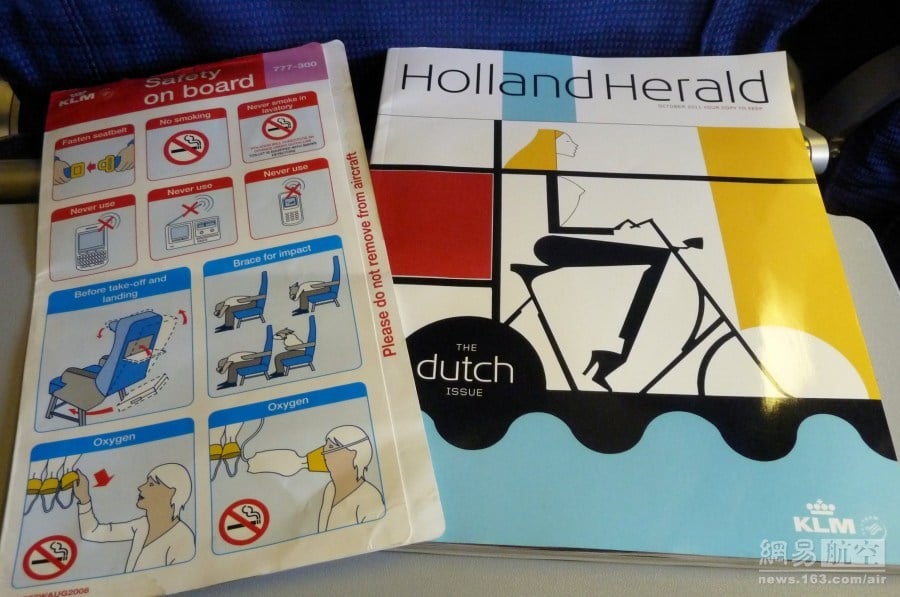 KLM
Safety
on board
777-300
Fasten seatbelt
No smoking
Never smoke in
lavatory
Never use
Never use
Never use
Before take-off and
landing
Brace for impact
Oxygen
Oxygen
Please do not remove from aircraft
AUG2006
Holland Herald
OCTOBER 2011 YOUR COPY TO KEEP
THE
dutch
ISSUE
KLM
網易航空
news.163.com/air